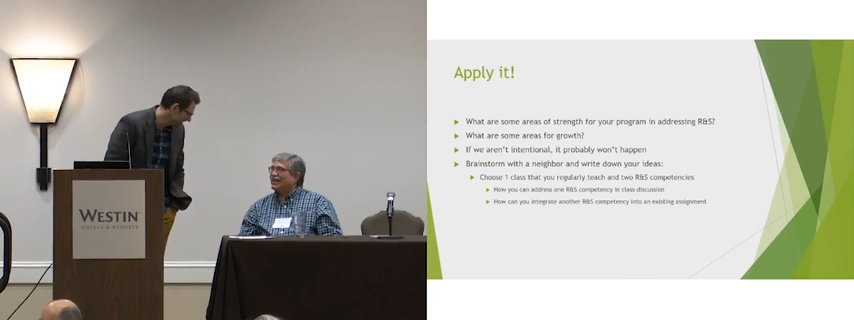 WESTIN
HOTELS & RESORTS
Apply it!
What are some areas of strength for your program in addressing R&S?
What are some areas for growth?
If we aren't intentional, it probably won't happen
Brainstorm with a neighbor and write down your ideas:
Choose 1 class that you regularly teach and two R&S competencies
How you can address one R&S competency in class discussion
How can you integrate another R&S competency into an existing assignment